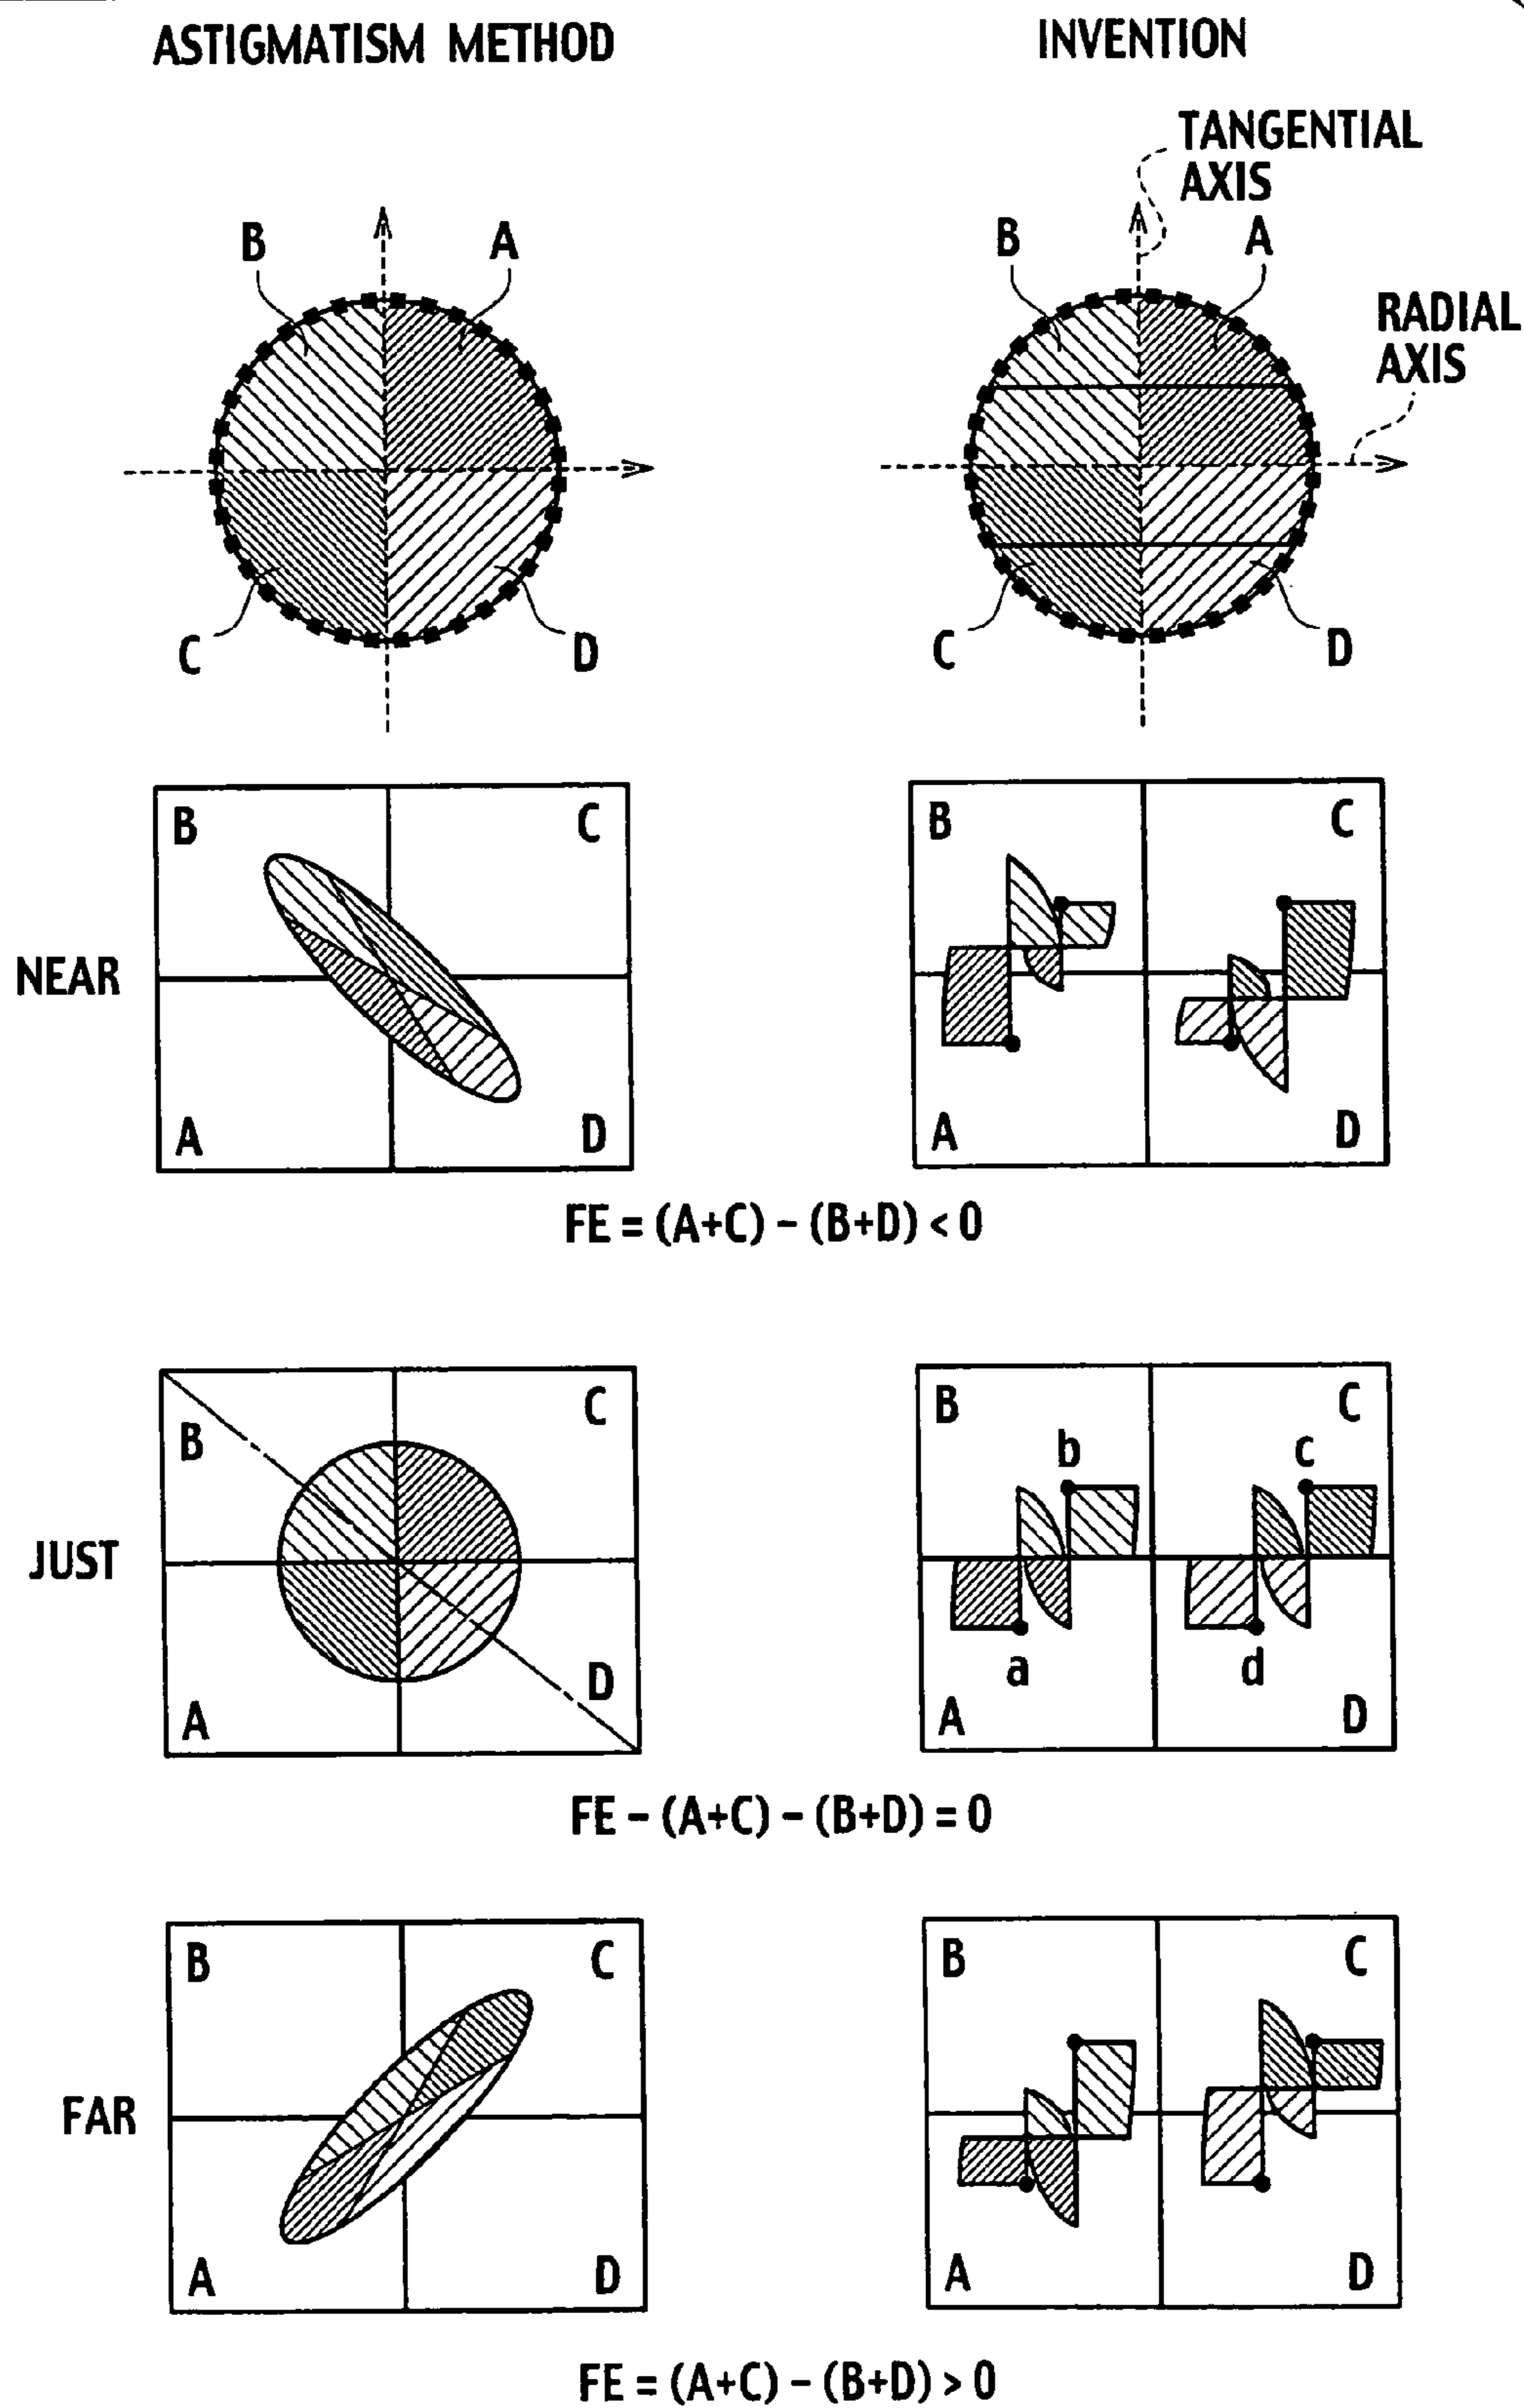 ASTIGMATISM METHOD
INVENTION
TANGENTIAL
AXIS
B
A
B
A
RADIAL
AXIS
C
D
C
D
B
C
B
C
NEAR
A
D
A
D
FE = (A+C) – (B+D) < 0
B
C
B
C
b
c
JUST
a
d
A
D
A
D
FE – (A+C) – (B+D) = 0
B
C
B
C
FAR
A
D
A
D
FE = (A+C) – (B+D) > 0